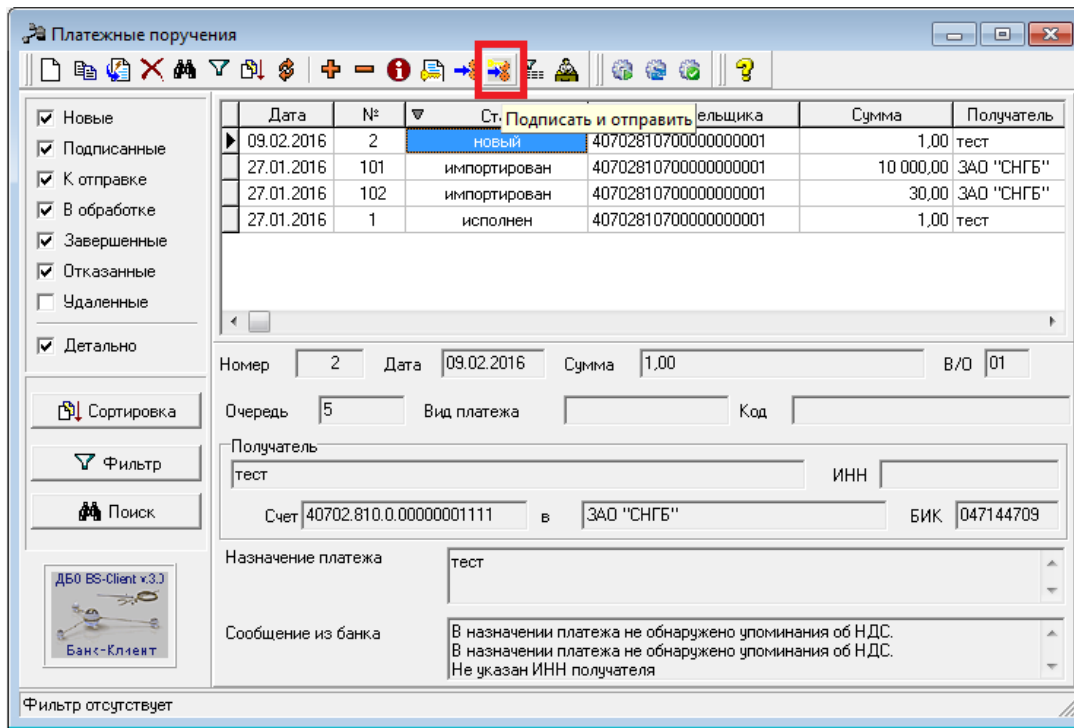 Платежные поручения
Новые
Подписанные
К отправке
В обработке
Завершенные
Отказанные
Удаленные
Детально
Сортировка
Фильтр
Поиск
ДБО BS-Client v.3.0
Банк-Клиент
Дата № Ст Подписать и отправить ельщика Сумма Получатель
09.02.2016 2 новый 40702810700000000001 1,00 тест
27.01.2016 101 импортирован 40702810700000000001 10 000,00 ЗАО "СНГБ"
27.01.2016 102 импортирован 40702810700000000001 30,00 ЗАО "СНГБ"
27.01.2016 1 исполнен 40702810700000000001 1,00 тест
Номер 2 Дата 09.02.2016 Сумма 1,00 В/О 01
Очередь 5 Вид платежа Код
Получатель
тест ИНН
Счет 40702.810.0.00000001111 в ЗАО "СНГБ" БИК 047144709
Назначение платежа тест
Сообщение из банка В назначении платежа не обнаружено упоминания об НДС.
В назначении платежа не обнаружено упоминания об НДС.
Не указан ИНН получателя
Фильтр отсутствует